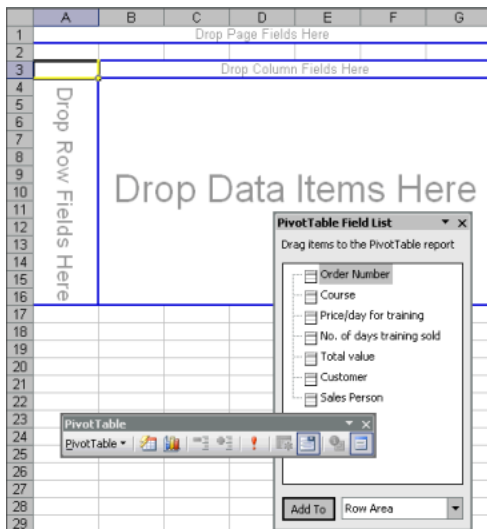 A B C D E F G
1 Drop Page Fields Here
2
3 Drop Column Fields Here
4
5
6
7
8
9
10
11
12
13
14
15
16
17
18
19
20
21
22
23
24
25
26
27
28
29
Drop Row Fields Here
Drop Data Items Here
PivotTable Field List
Drag items to the PivotTable report
Order Number
Course
Price/day for training
No. of days training sold
Total value
Customer
Sales Person
PivotTable
PivotTable
Add To Row Area